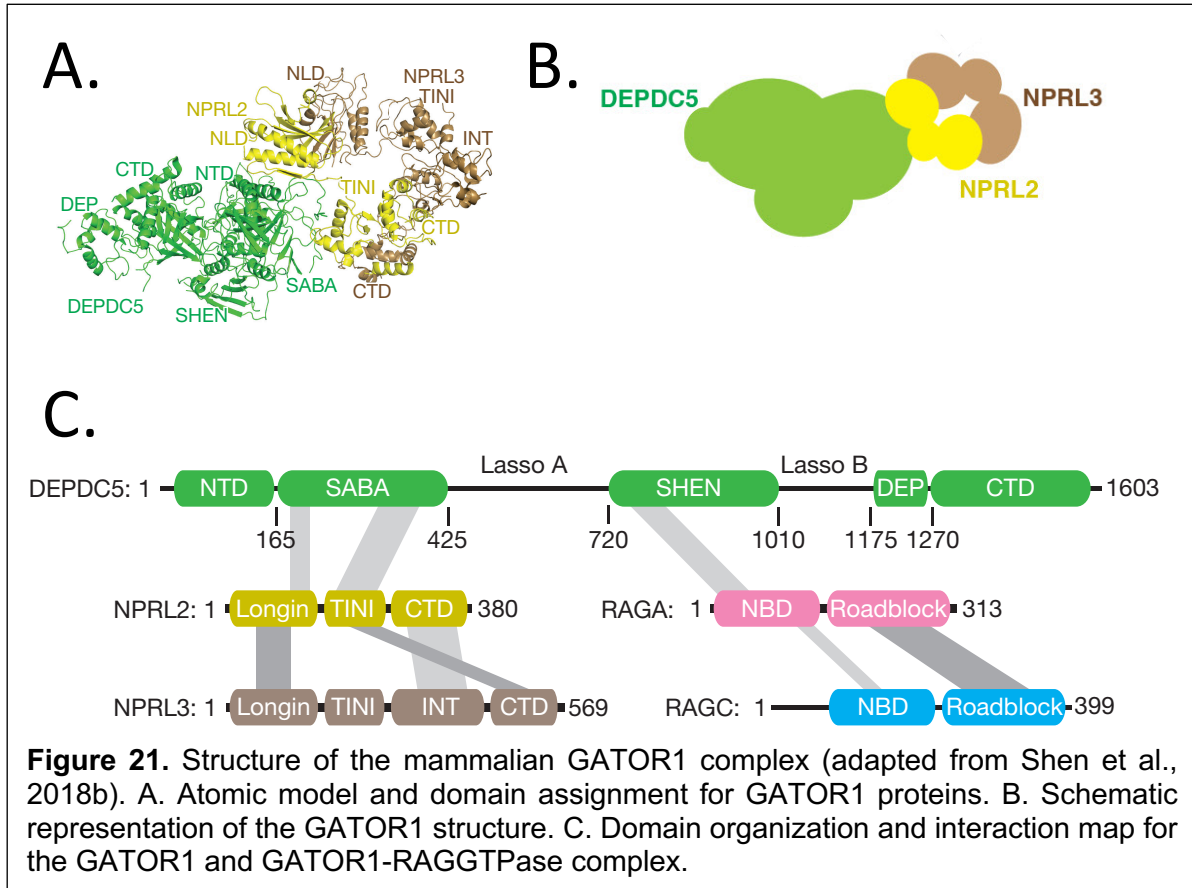 A.
NLD
NPRL3
TINI
NPRL2
NLD
INT
CTD
NTD
TINI
DEP
CTD
SABA
CTD
DEPDC5
SHEN
B.
DEPDC5
NPRL3
NPRL2
C.
DEPDC5: 1 NTD SABA Lasso A SHEN Lasso B DEP CTD 1603
165 425 720 1010 1175 1270
NPRL2: 1 Longin TINI CTD 380
RAGA: 1 NBD Roadblock 313
NPRL3: 1 Longin TINI INT CTD 569
RAGC: 1 NBD Roadblock 399
Figure 21. Structure of the mammalian GATOR1 complex (adapted from Shen et al.,
2018b). A. Atomic model and domain assignment for GATOR1 proteins. B. Schematic
representation of the GATOR1 structure. C. Domain organization and interaction map for
the GATOR1 and GATOR1-RAGGTPase complex.